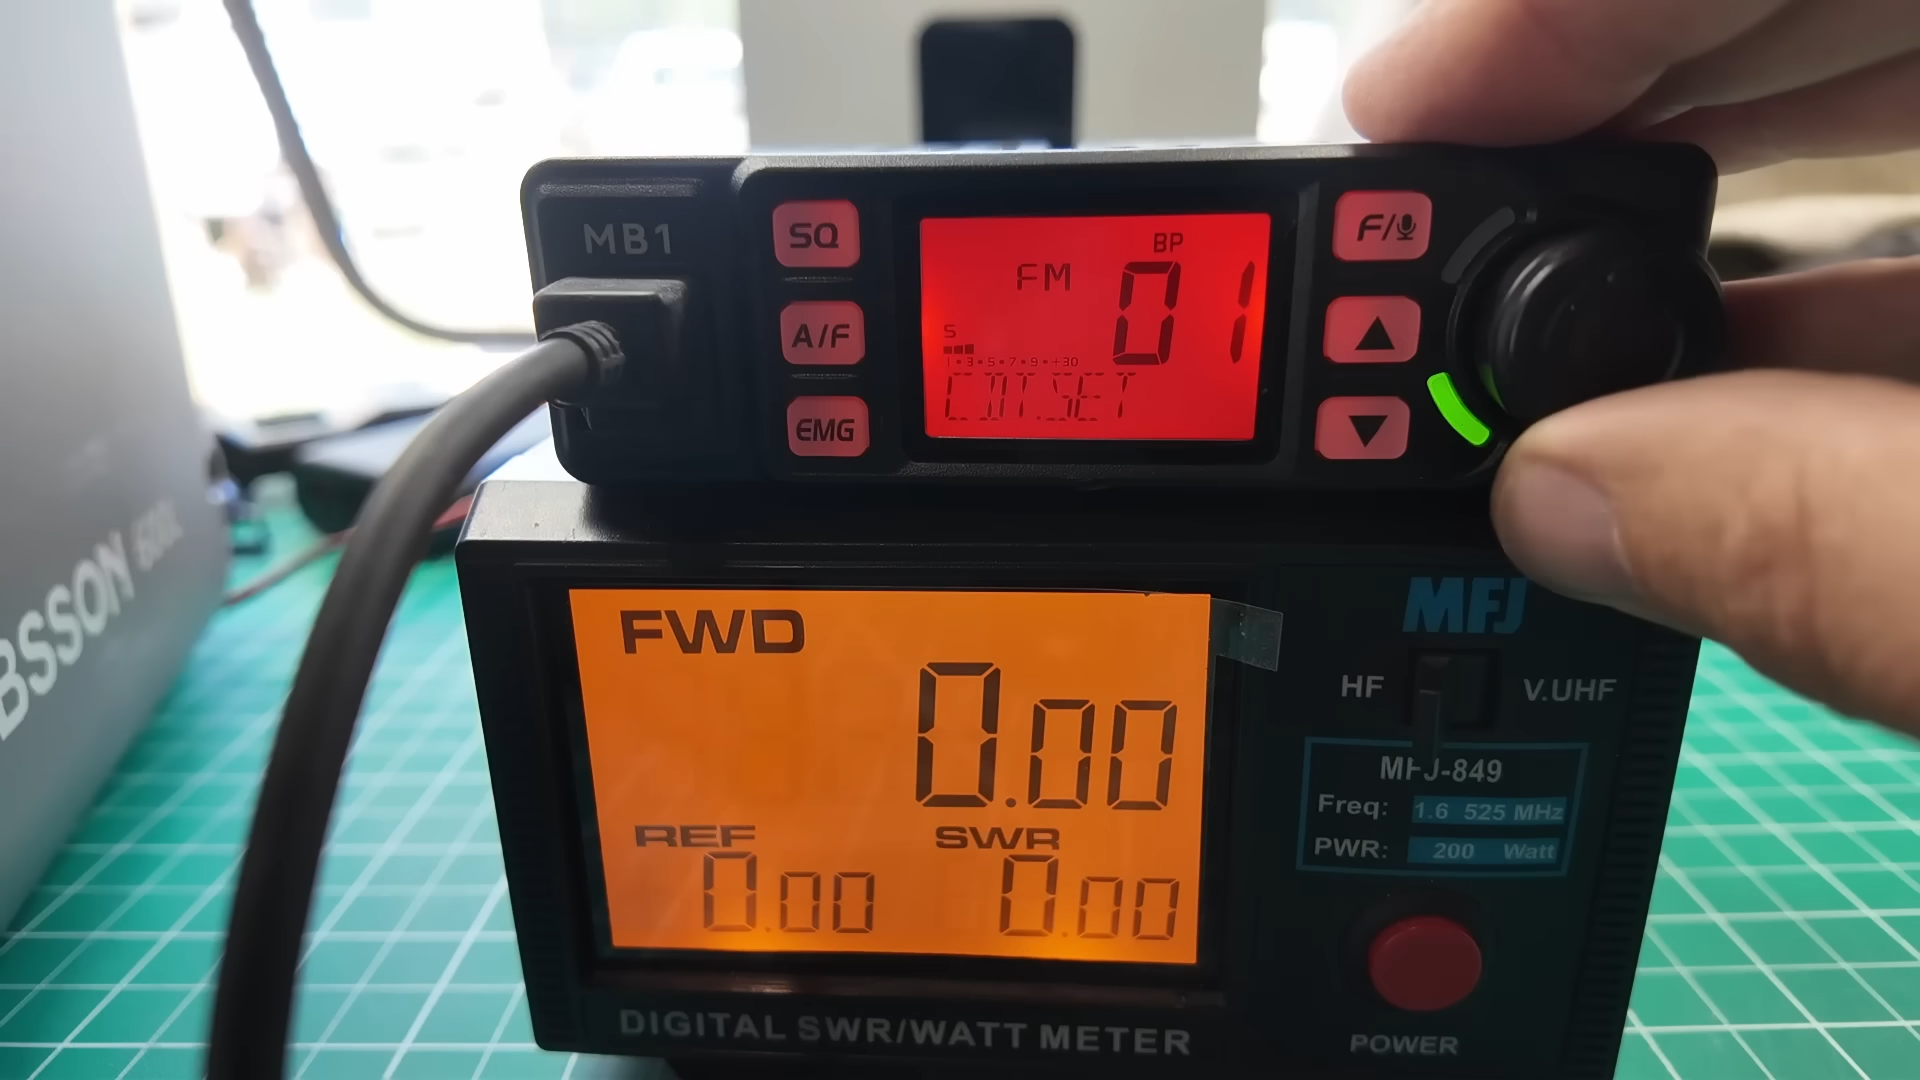 MB1
SQ
A/F
EMG
BP
FM
01
S
1•3•5•7•9•+30
F/
▲
▼
BSSON 600
FWD
0.00
REF
0.00
SWR
0.00
DIGITAL SWR/WATT METER
MFJ
HF
V.UHF
MFJ-849
Freq: 1.6 525 MHz
PWR: 200 Watt
POWER